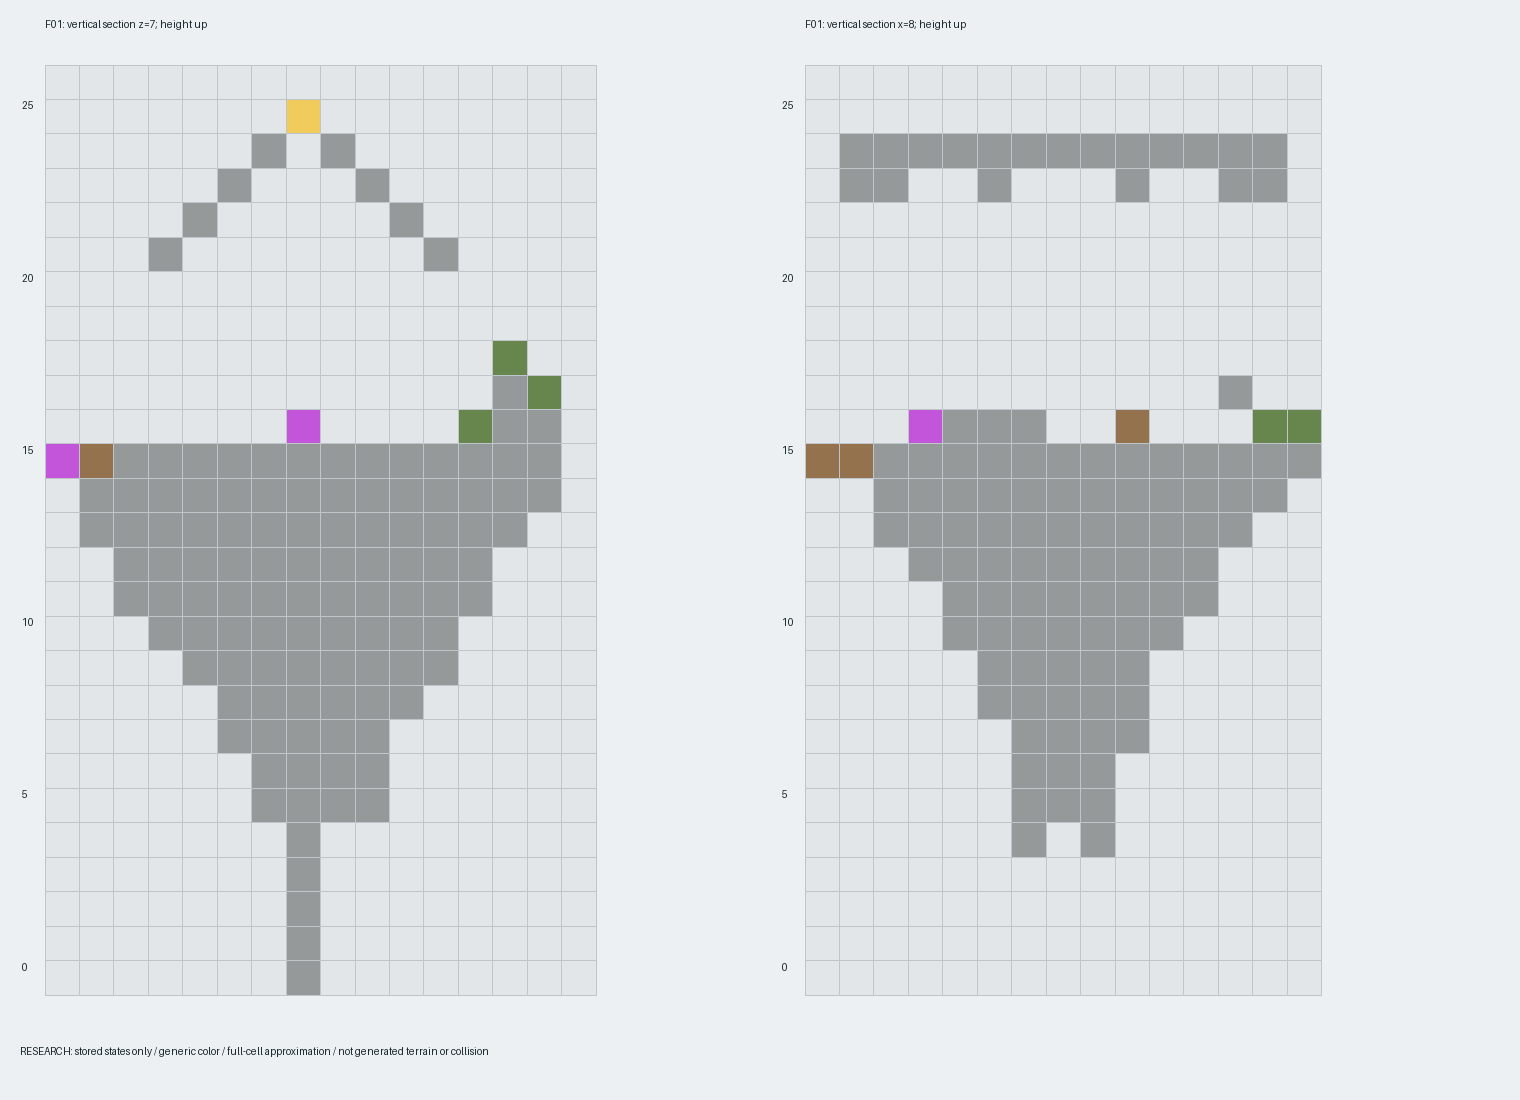 F01: vertical section z=7; height up
F01: vertical section x=8; height up
25 25
20 20
15 15
10 10
5 5
0 0
RESEARCH: stored states only / generic color / full-cell approximation / not generated terrain or collision